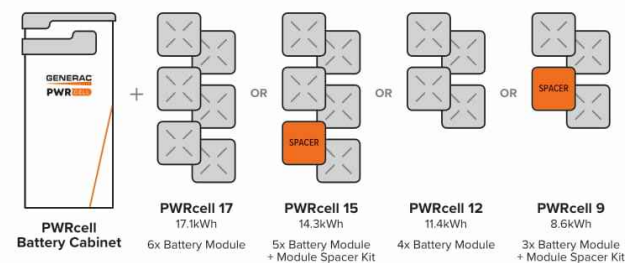 GENERAC
PWRCELL
+
OR
SPACER
OR
OR
SPACER
PWRcell
Battery Cabinet
PWRcell 17
17.1kWh
6x Battery Module
PWRcell 15
14.3kWh
5x Battery Module
+ Module Spacer Kit
PWRcell 12
11.4kWh
4x Battery Module
PWRcell 9
8.6kWh
3x Battery Module
+ Module Spacer Kit